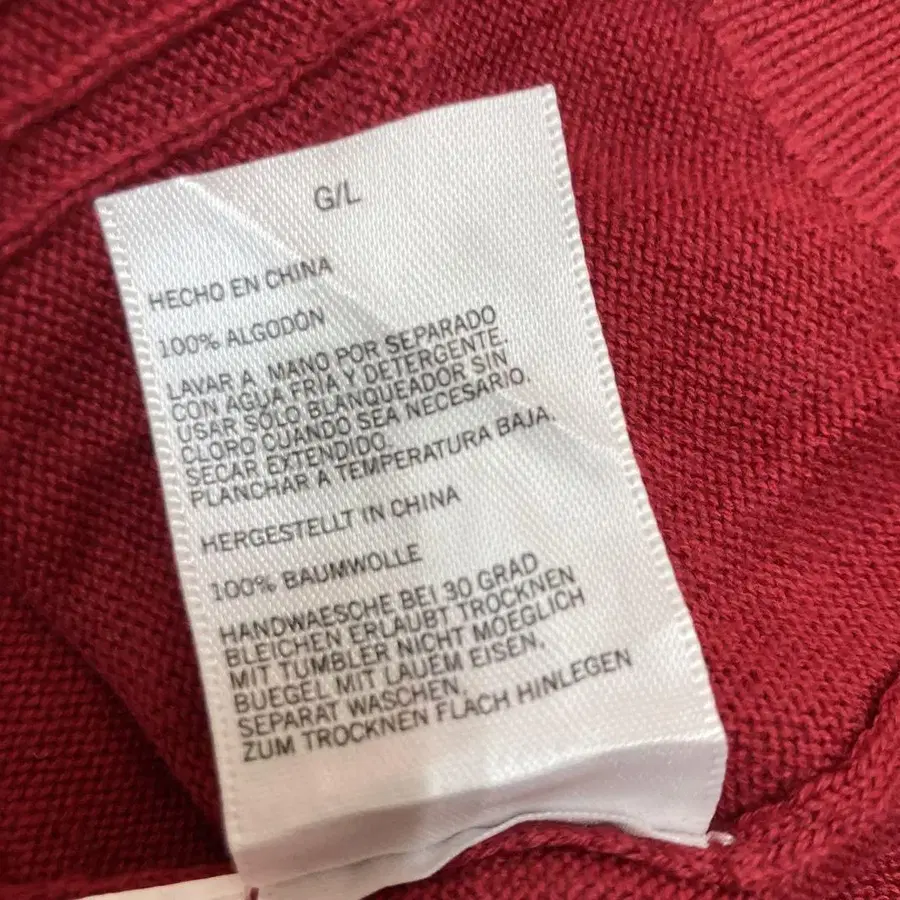 G/L
HECHO EN CHINA
100% ALGODÓN
LAVAR A MANO POR SEPARADO
CON AGUA FRIA Y DETERGENTE.
USAR SOLO BLANQUEADOR SIN
CLORO CUANDO SEA NECESARIO.
SECAR EXTENDIDO.
PLANCHAR A TEMPERATURA BAJA.
HERGESTELLT IN CHINA
100% BAUMWOLLE
HANDWAESCHE BEI 30 GRAD
BLEICHEN ERLAUBT TROCKNEN
MIT TUMBLER NICHT MOEGLICH
BUEGEL MIT LAUEM EISEN,
SEPARAT WASCHEN,
ZUM TROCKNEN FLACH HINLEGEN